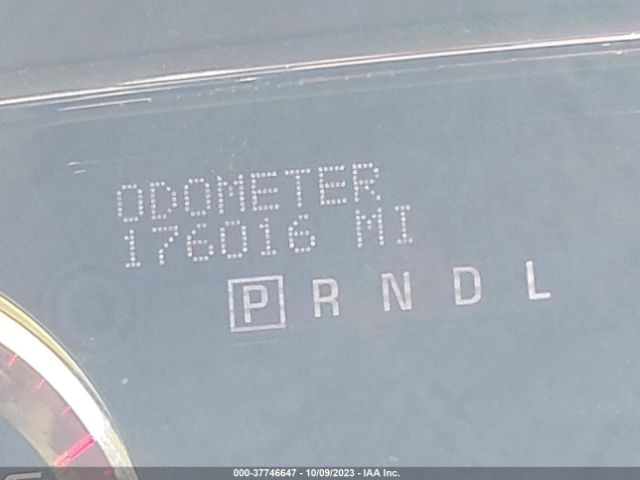 ODOMETER
176016 MI
P R N D L
000-37746647 - 10/09/2023 - IAA Inc.